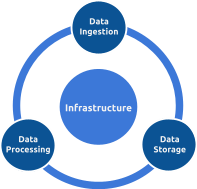 Data
Ingestion
Infrastructure
Data
Processing
Data
Storage